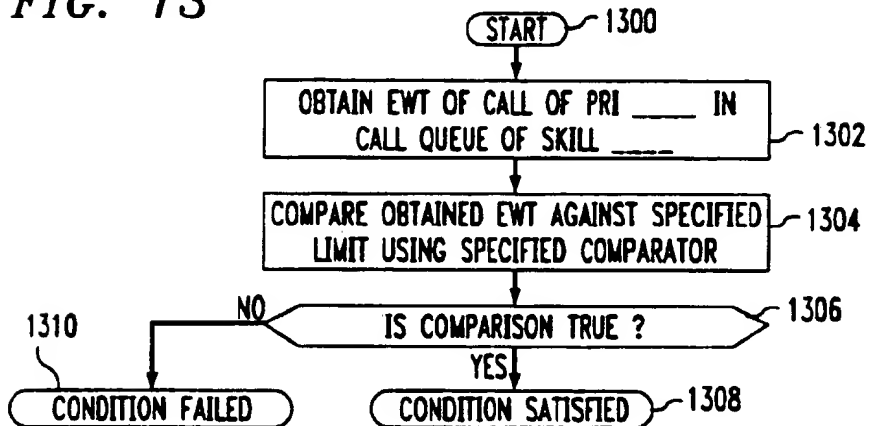 FIG. 13
START 1300
OBTAIN EWT OF CALL OF PRI ____ IN
CALL QUEUE OF SKILL ____
1302
COMPARE OBTAINED EWT AGAINST SPECIFIED
LIMIT USING SPECIFIED COMPARATOR
1304
IS COMPARISON TRUE ?
1306
NO
YES
1310
CONDITION FAILED
CONDITION SATISFIED
1308